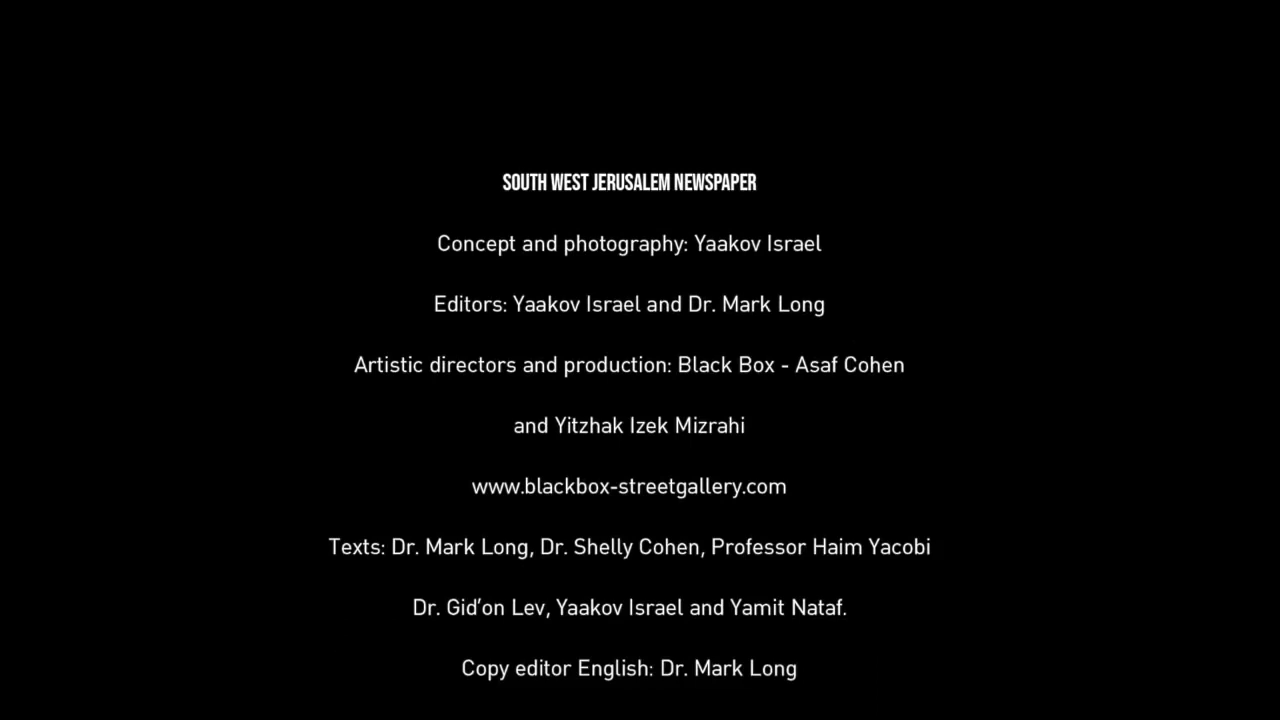 SOUTH WEST JERUSALEM NEWSPAPER
Concept and photography: Yaakov Israel
Editors: Yaakov Israel and Dr. Mark Long
Artistic directors and production: Black Box - Asaf Cohen
and Yitzhak Izek Mizrahi
www.blackbox-streetgallery.com
Texts: Dr. Mark Long, Dr. Shelly Cohen, Professor Haim Yacobi
Dr. Gid’on Lev, Yaakov Israel and Yamit Nataf.
Copy editor English: Dr. Mark Long